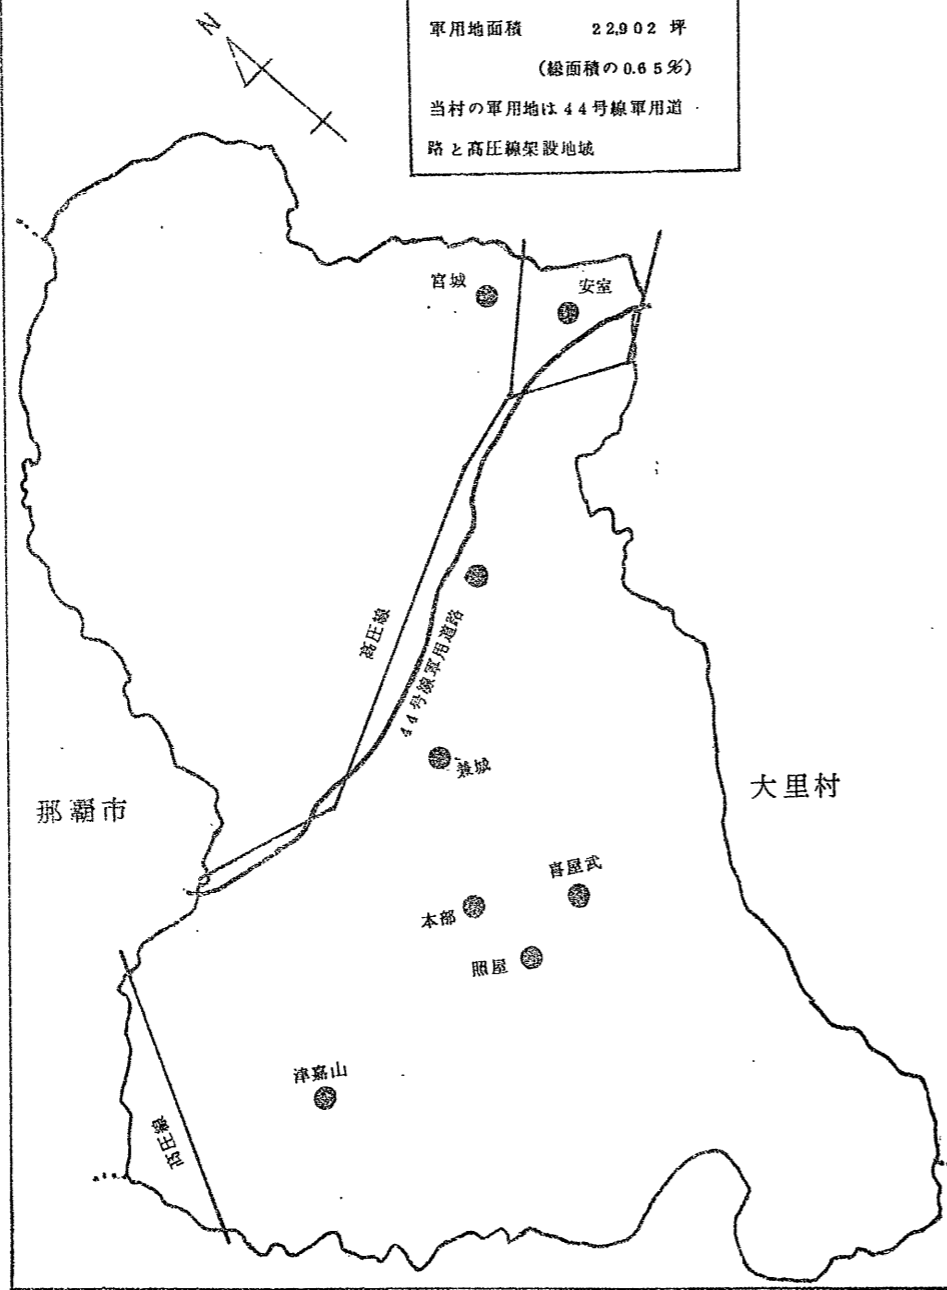 N
軍用地面積 22,902 坪
(総面積の0.65%)
当村の軍用地は44号線軍用道
路と高圧線架設地域
宮城
安室
高圧線
44号線軍用道路
兼城
那覇市
大里村
喜屋武
本部
照屋
津嘉山
高圧線